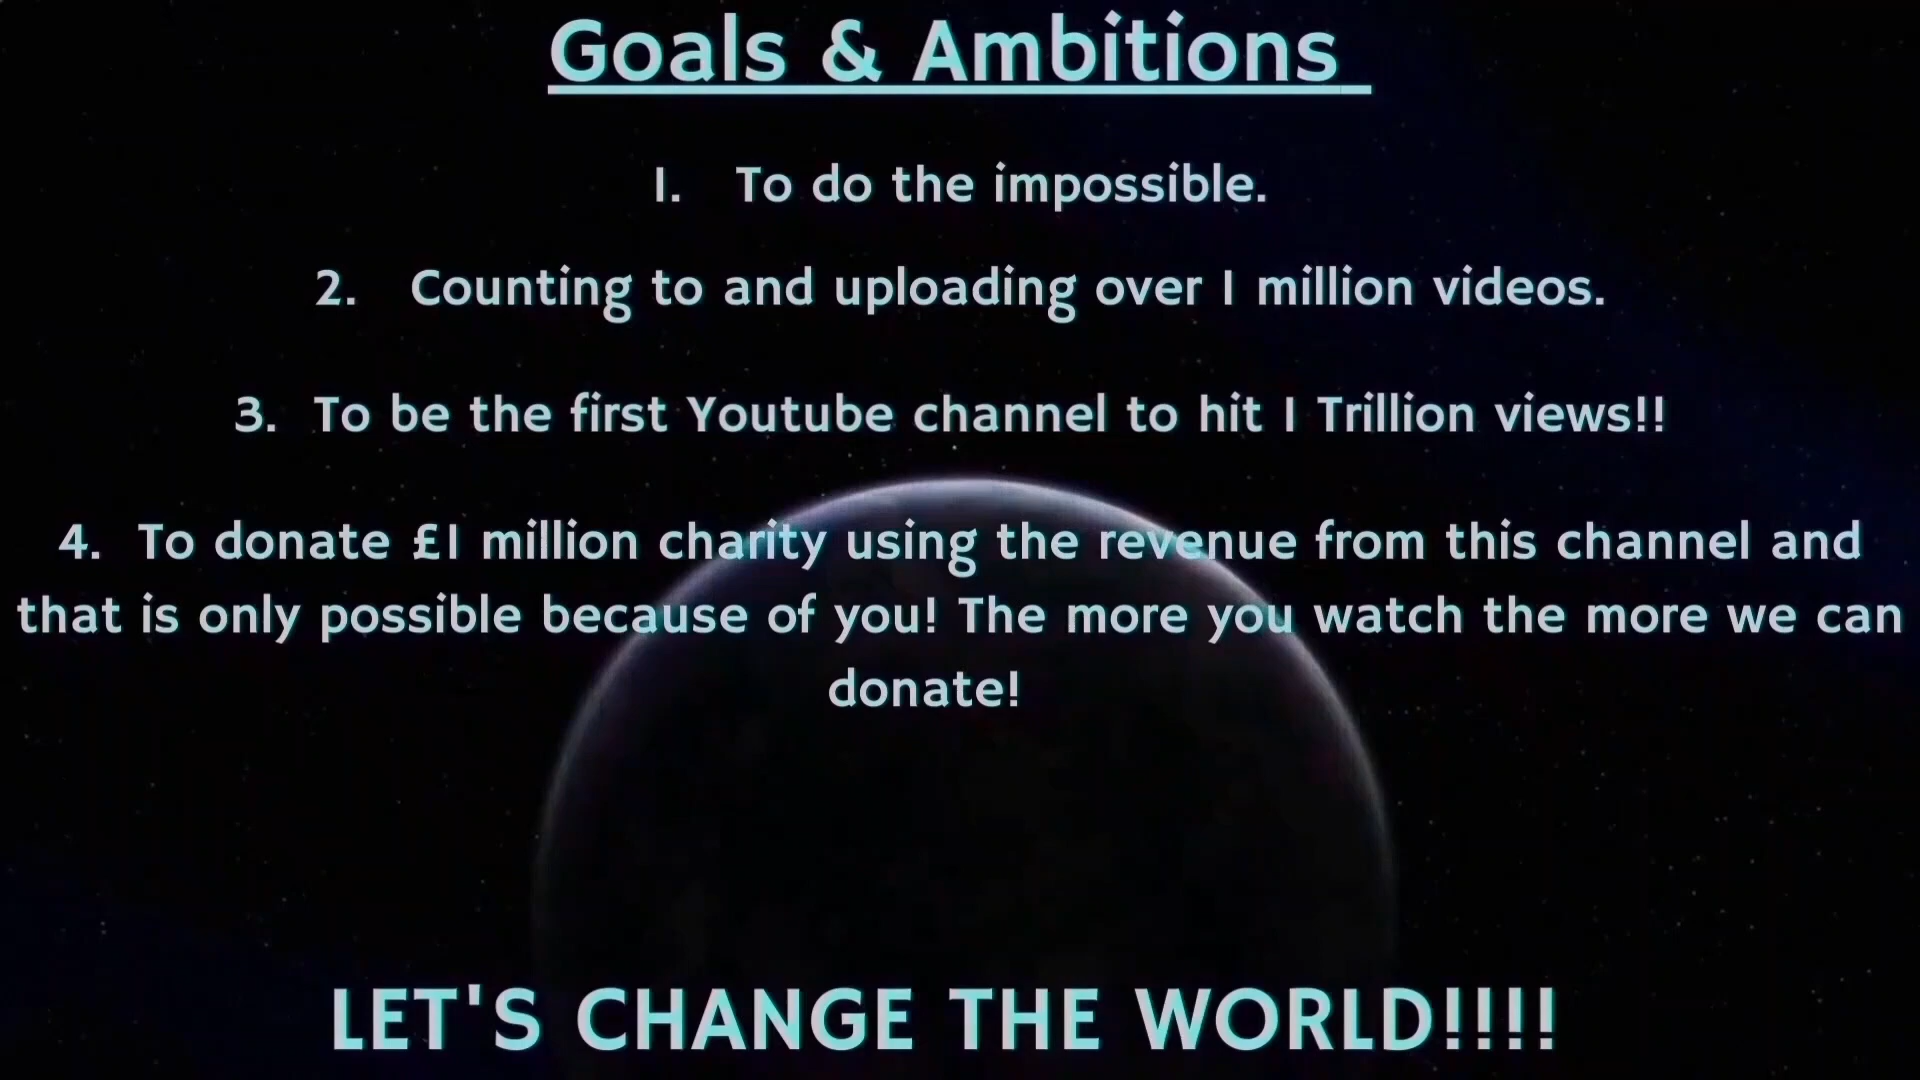 Goals & Ambitions
1. To do the impossible.
2. Counting to and uploading over 1 million videos.
3. To be the first Youtube channel to hit 1 Trillion views!!
4. To donate £1 million charity using the revenue from this channel and
that is only possible because of you! The more you watch the more we can
donate!
LET'S CHANGE THE WORLD!!!!